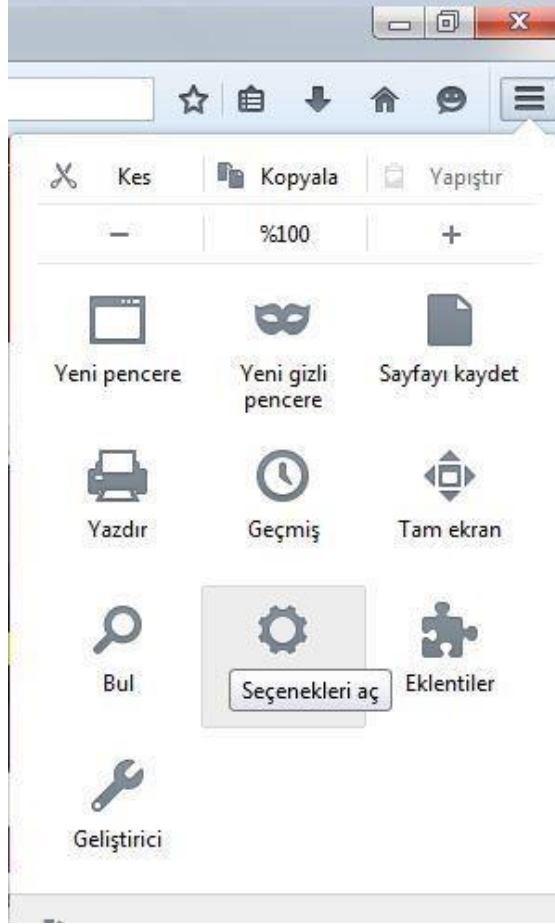 Kes Kopyala Yapıştır
%100
Yeni pencere Yeni gizli pencere Sayfayı kaydet
Yazdır Geçmiş Tam ekran
Bul Seçenekleri aç Eklentiler
Geliştirici